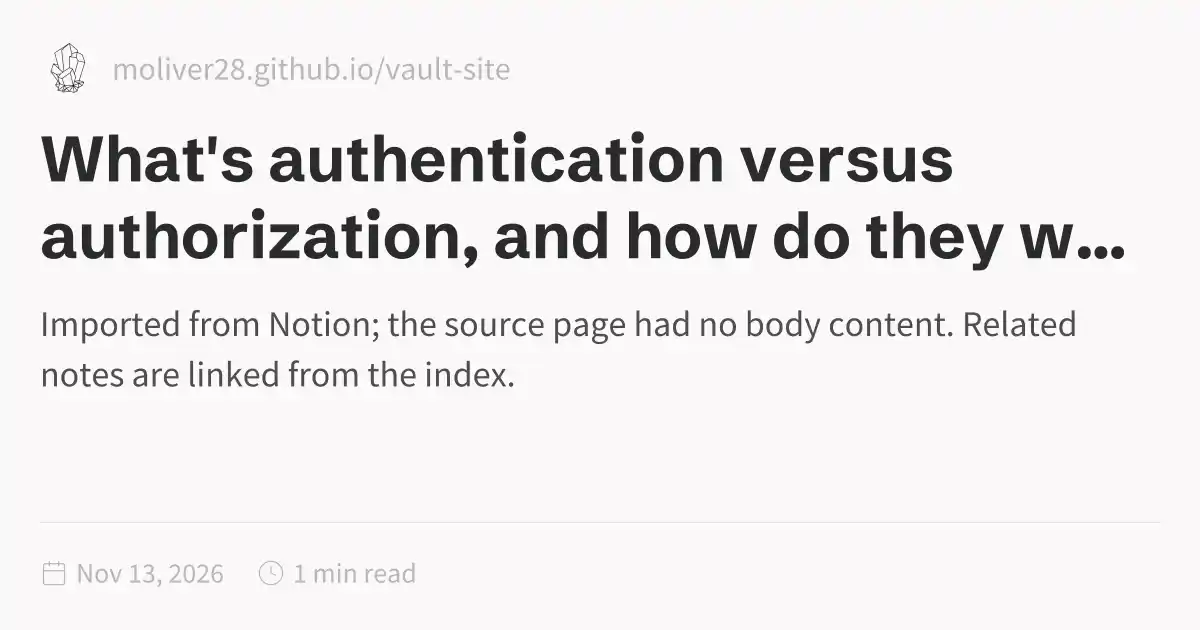 moliver28.github.io/vault-site
What's authentication versus
authorization, and how do they w...
Imported from Notion; the source page had no body content. Related
notes are linked from the index.
Nov 13, 2026 1 min read